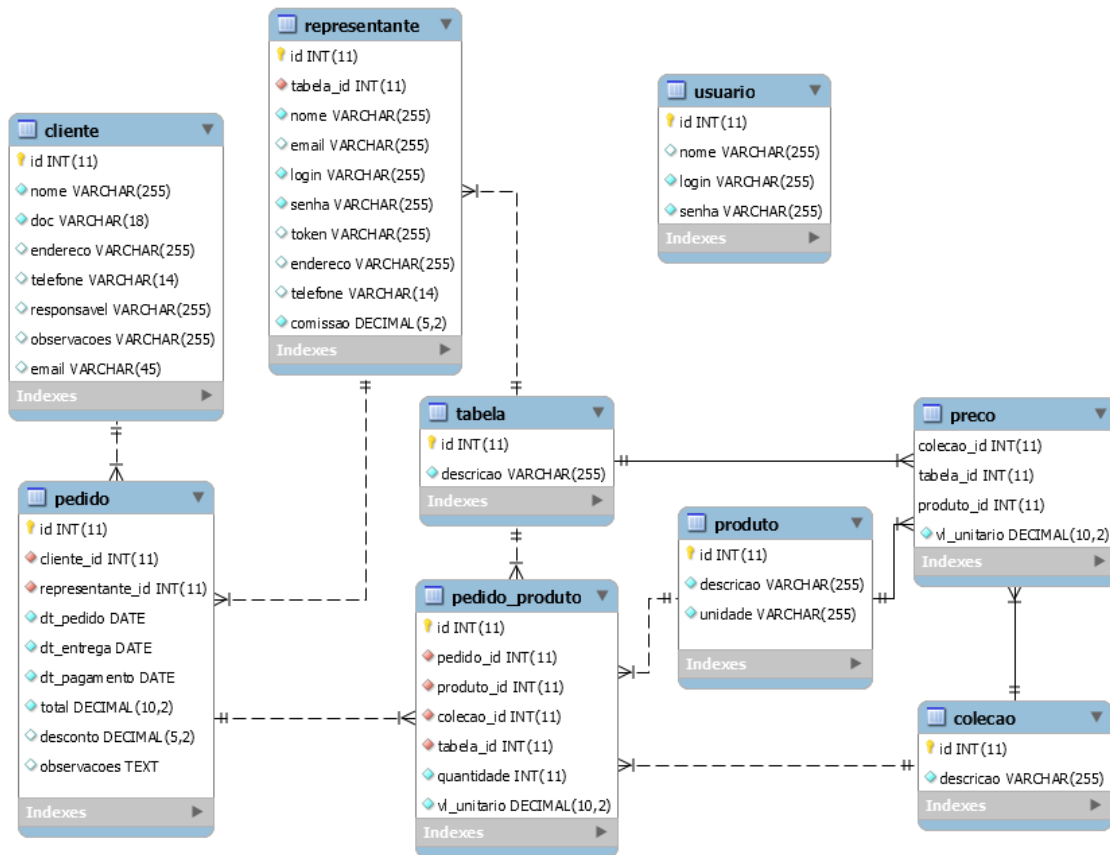 representante
id INT(11)
tabela_id INT(11)
nome VARCHAR(255)
email VARCHAR(255)
login VARCHAR(255)
senha VARCHAR(255)
token VARCHAR(255)
endereco VARCHAR(255)
telefone VARCHAR(14)
comissao DECIMAL(5,2)
Indexes
usuario
id INT(11)
nome VARCHAR(255)
login VARCHAR(255)
senha VARCHAR(255)
Indexes
cliente
id INT(11)
nome VARCHAR(255)
doc VARCHAR(18)
endereco VARCHAR(255)
telefone VARCHAR(14)
responsavel VARCHAR(255)
observacoes VARCHAR(255)
email VARCHAR(45)
Indexes
tabela
id INT(11)
descricao VARCHAR(255)
Indexes
preco
colecao_id INT(11)
tabela_id INT(11)
produto_id INT(11)
vl_unitario DECIMAL(10,2)
Indexes
pedido
id INT(11)
cliente_id INT(11)
representante_id INT(11)
dt_pedido DATE
dt_entrega DATE
dt_pagamento DATE
total DECIMAL(10,2)
desconto DECIMAL(5,2)
observacoes TEXT
Indexes
produto
id INT(11)
descricao VARCHAR(255)
unidade VARCHAR(255)
Indexes
pedido_produto
id INT(11)
pedido_id INT(11)
produto_id INT(11)
colecao_id INT(11)
tabela_id INT(11)
quantidade INT(11)
vl_unitario DECIMAL(10,2)
Indexes
colecao
id INT(11)
descricao VARCHAR(255)
Indexes